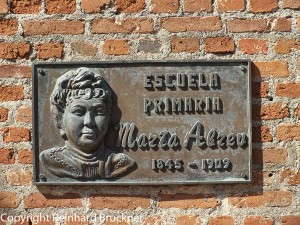 ESCUELA
PRIMARIA
Marta Abreu
1845 - 1909
Copyright Reinhard Bruckner